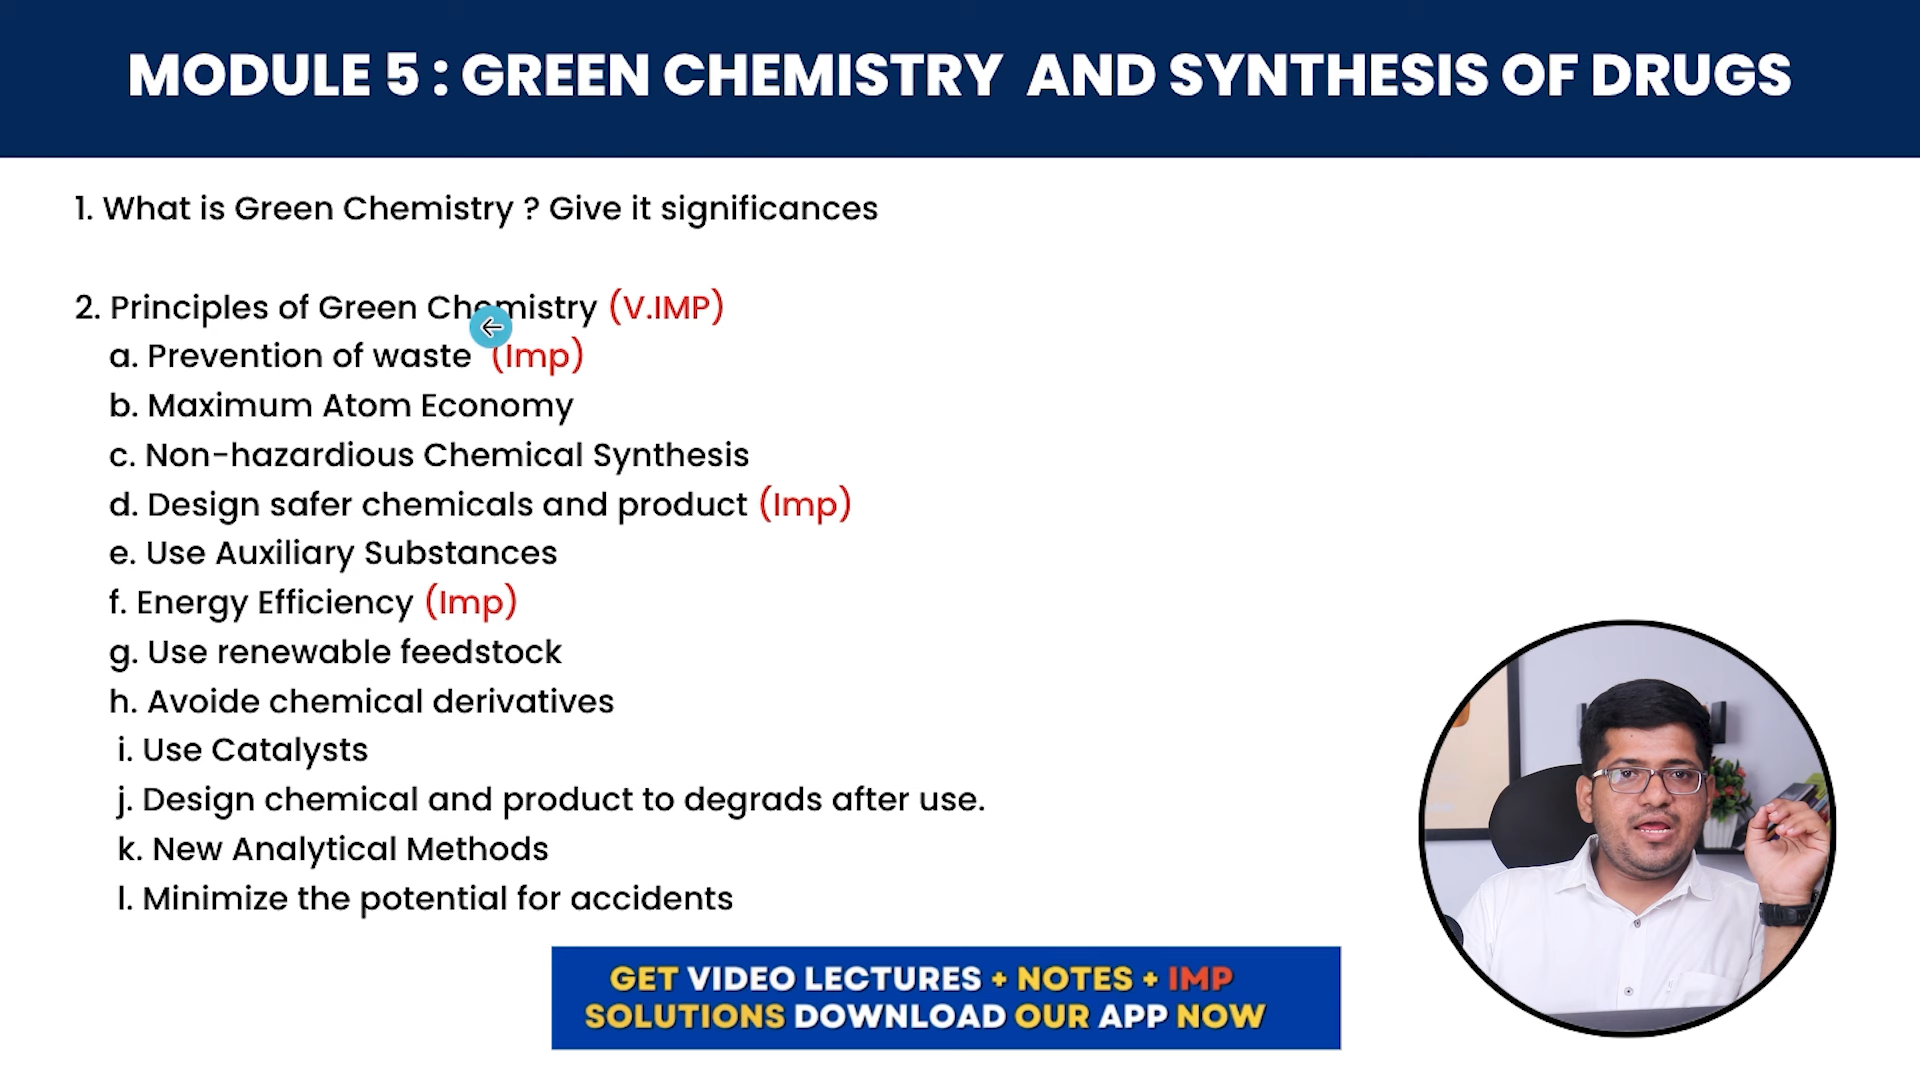 MODULE 5 : GREEN CHEMISTRY AND SYNTHESIS OF DRUGS
1. What is Green Chemistry ? Give it significances
2. Principles of Green Chemistry (V.IMP)
a. Prevention of waste (Imp)
b. Maximum Atom Economy
c. Non-hazardious Chemical Synthesis
d. Design safer chemicals and product (Imp)
e. Use Auxiliary Substances
f. Energy Efficiency (Imp)
g. Use renewable feedstock
h. Avoide chemical derivatives
i. Use Catalysts
j. Design chemical and product to degrads after use.
k. New Analytical Methods
l. Minimize the potential for accidents
GET VIDEO LECTURES + NOTES + IMP
SOLUTIONS DOWNLOAD OUR APP NOW